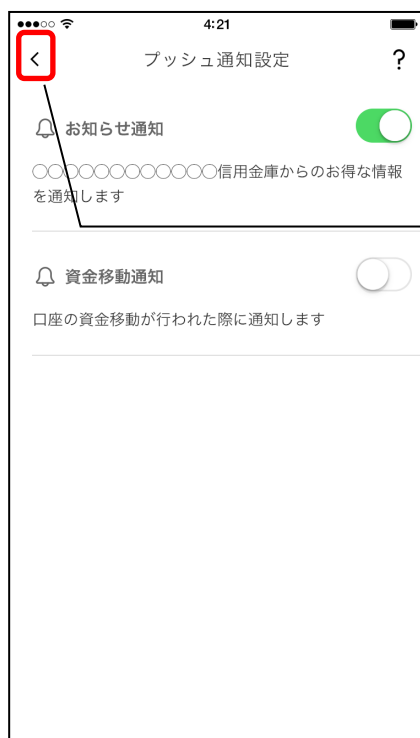 4:21
プッシュ通知設定
?
お知らせ通知
○○○○○○○○○○○○信用金庫からのお得な情報
を通知します
資金移動通知
口座の資金移動が行われた際に通知します